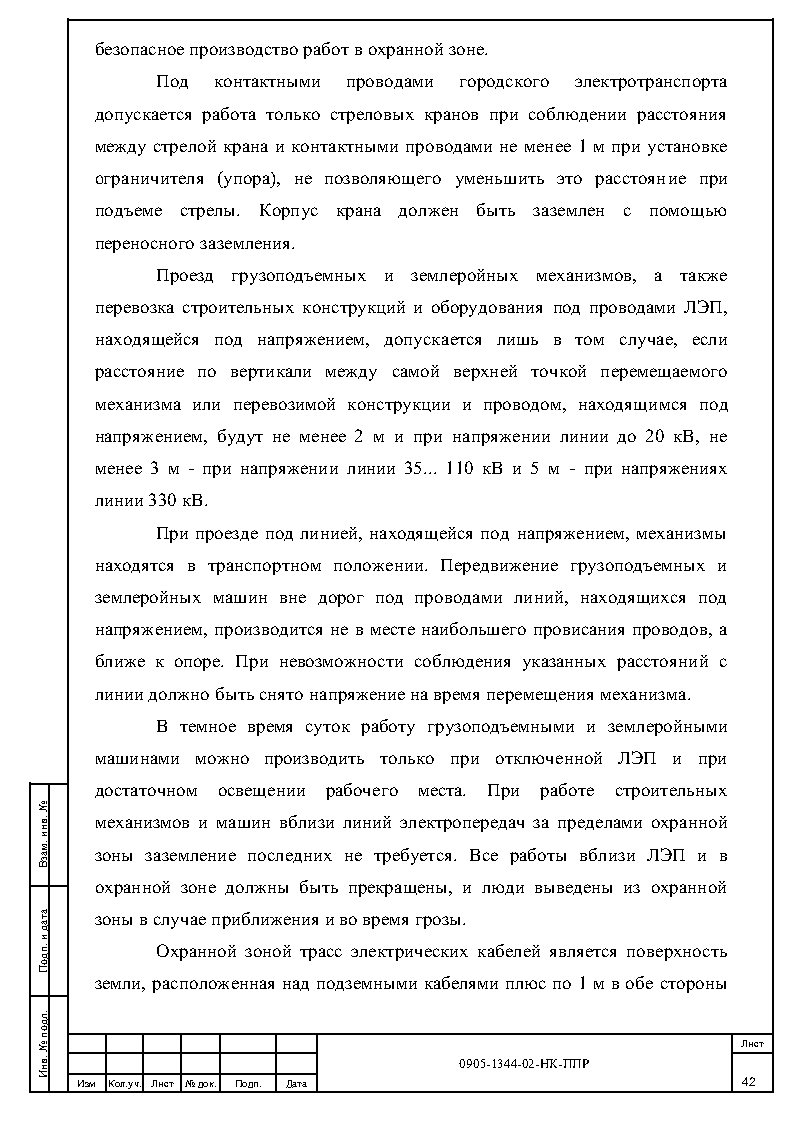 безопасное производство работ в охранной зоне.
Под контактными проводами городского электротранспорта
допускается работа только стреловых кранов при соблюдении расстояния
между стрелой крана и контактными проводами не менее 1 м при установке
ограничителя (упора), не позволяющего уменьшить это расстояние при
подъеме стрелы. Корпус крана должен быть заземлен с помощью
переносного заземления.
Проезд грузоподъемных и землеройных механизмов, а также
перевозка строительных конструкций и оборудования под проводами ЛЭП,
находящейся под напряжением, допускается лишь в том случае, если
расстояние по вертикали между самой верхней точкой перемещаемого
механизма или перевозимой конструкции и проводом, находящимся под
напряжением, будут не менее 2 м и при напряжении линии до 20 кВ, не
менее 3 м - при напряжении линии 35... 110 кВ и 5 м - при напряжениях
линии 330 кВ.
При проезде под линией, находящейся под напряжением, механизмы
находятся в транспортном положении. Передвижение грузоподъемных и
землеройных машин вне дорог под проводами линий, находящихся под
напряжением, производится не в месте наибольшего провисания проводов, а
ближе к опоре. При невозможности соблюдения указанных расстояний с
линии должно быть снято напряжение на время перемещения механизма.
В темное время суток работу грузоподъемными и землеройными
машинами можно производить только при отключенной ЛЭП и при
достаточном освещении рабочего места. При работе строительных
механизмов и машин вблизи линий электропередач за пределами охранной
зоны заземление последних не требуется. Все работы вблизи ЛЭП и в
охранной зоне должны быть прекращены, и люди выведены из охранной
зоны в случае приближения и во время грозы.
Охранной зоной трасс электрических кабелей является поверхность
земли, расположенная над подземными кабелями плюс по 1 м в обе стороны
Взам. инв. №
Подп. и дата
Инв. № подл.
Изм Кол.уч. Лист № док. Подп. Дата
0905-1344-02-НК-ППР
Лист
42